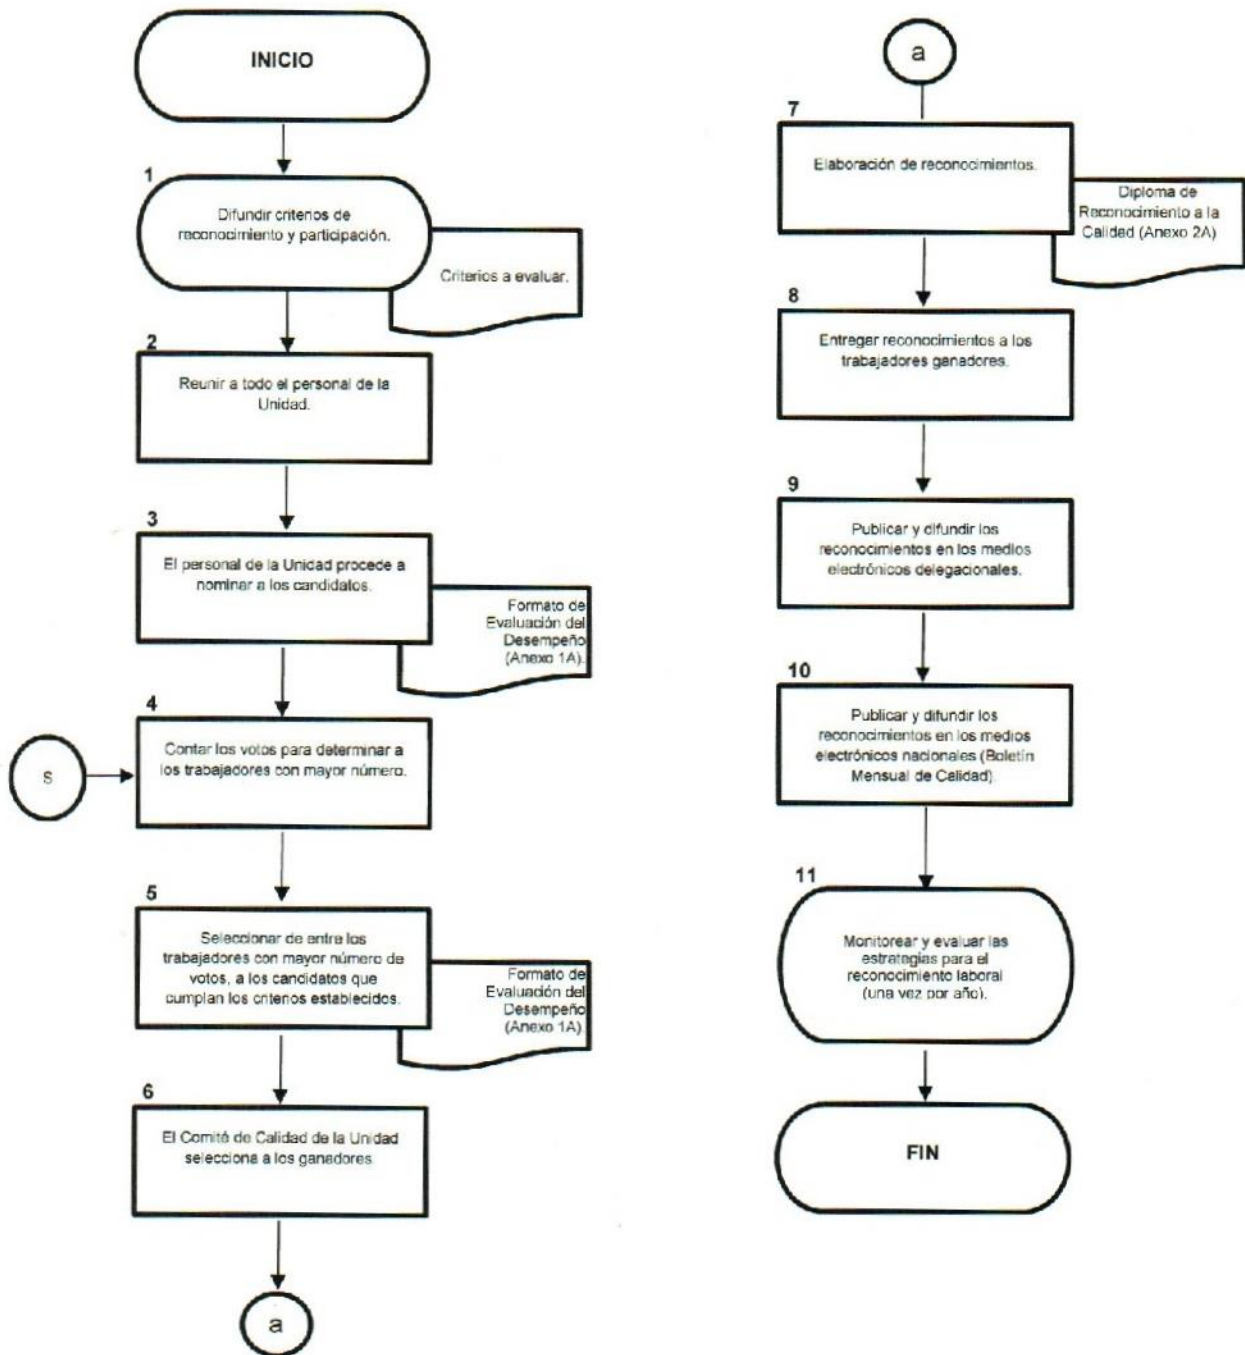 INICIO
1
Difundir criterios de
reconocimiento y participación.
Criterios a evaluar.
2
Reunir a todo el personal de la
Unidad.
3
El personal de la Unidad procede a
nominar a los candidatos.
Formato de
Evaluación del
Desempeño
(Anexo 1A).
4
Contar los votos para determinar a
los trabajadores con mayor número.
s
5
Seleccionar de entre los
trabajadores con mayor número de
votos, a los candidatos que
cumplan los criterios establecidos.
Formato de
Evaluación del
Desempeño
(Anexo 1A).
6
El Comité de Calidad de la Unidad
selecciona a los ganadores
a
a
7
Elaboración de reconocimientos.
Diploma de
Reconocimiento a la
Calidad (Anexo 2A)
8
Entregar reconocimientos a los
trabajadores ganadores.
9
Publicar y difundir los
reconocimientos en los medios
electrónicos delegacionales.
10
Publicar y difundir los
reconocimientos en los medios
electrónicos nacionales (Boletín
Mensual de Calidad).
11
Monitorear y evaluar las
estrategias para el
reconocimiento laboral
(una vez por año).
FIN